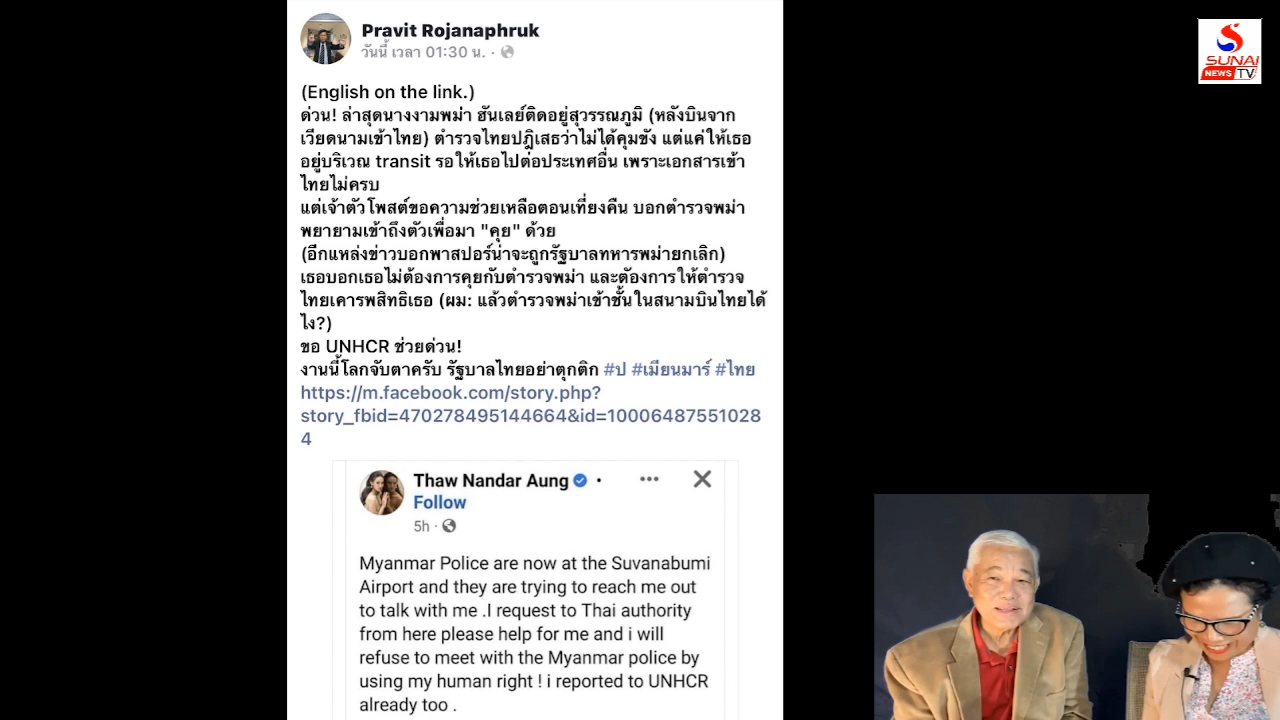 Pravit Rojanaphruk
วันนี้ เวลา 01:30 น. ·
SUNAI
NEWS TV
(English on the link.)
ด่วน! ล่าสุดนางงามพม่า ฮันเลย์ติดอยู่สุวรรณภูมิ (หลังบินจาก
เวียดนามเข้าไทย) ตำรวจไทยปฏิเสธว่าไม่ได้คุมขัง แต่แค่ให้เธอ
อยู่บริเวณ transit รอให้เธอไปต่อประเทศอื่น เพราะเอกสารเข้า
ไทยไม่ครบ
แต่เจ้าตัวโพสต์ขอความช่วยเหลือตอนเที่ยงคืน บอกตำรวจพม่า
พยายามเข้าถึงตัวเพื่อมา "คุย" ด้วย
(อีกแหล่งข่าวบอกพาสปอร์น่าจะถูกรัฐบาลทหารพม่ายกเลิก)
เธอบอกเธอไม่ต้องการคุยกับตำรวจพม่า และต้องการให้ตำรวจ
ไทยเคารพสิทธิเธอ (ผม: แล้วตำรวจพม่าเข้าชั้นในสนามบินไทยได้
ไง?)
ขอ UNHCR ช่วยด่วน!
งานนี้โลกจับตาครับ รัฐบาลไทยอย่าตุกติก #ป #เมียนมาร์ #ไทย
https://m.facebook.com/story.php?
story_fbid=470278495144664&id=10006487551028
4
Thaw Nandar Aung ·
Follow
5h ·
Myanmar Police are now at the Suvanabumi
Airport and they are trying to reach me out
to talk with me .I request to Thai authority
from here please help for me and i will
refuse to meet with the Myanmar police by
using my human right ! i reported to UNHCR
already too .